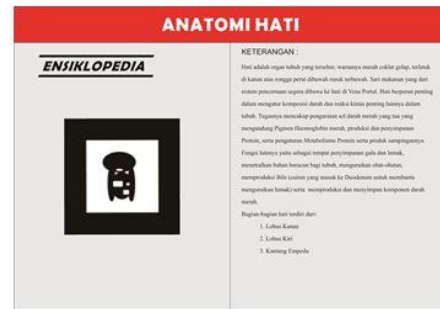 ANATOMI HATI
ENSIKLOPEDIA
KETERANGAN :
Hati adalah organ tubuh yang tersebar, warnanya merah coklat gelap, terletak
di kanan atas rongga perut dibawah rusuk terbawah. Sari makanan yang dari
sistem pencernaan segera dibawa ke hati di Vena Portal. Hati berperan penting
dalam mengatur komposisi darah dan reaksi kimia penting lainnya dalam
tubuh. Tugasnya mencakup penguraian sel darah merah yang tua yang
mengandung Pigmen Haemoglobin merah, produksi dan penyimpanan
Protein, serta pengaturan Metabolisme Protein serta produk sampingannya.
Fungsi lainnya yaitu sebagai tempat penyimpanan gula dan lemak,
menetralkan bahan beracun bagi tubuh, menguraikan obat-obatan,
memproduksi Bile (cairan yang masuk ke Duodenum untuk membantu
menguraikan lemak) serta memproduksi dan menyimpan komponen darah
merah.
Bagian-bagian hati terdiri dari:
1. Lobus Kanan
2. Lobus Kiri
3. Kantung Empedu